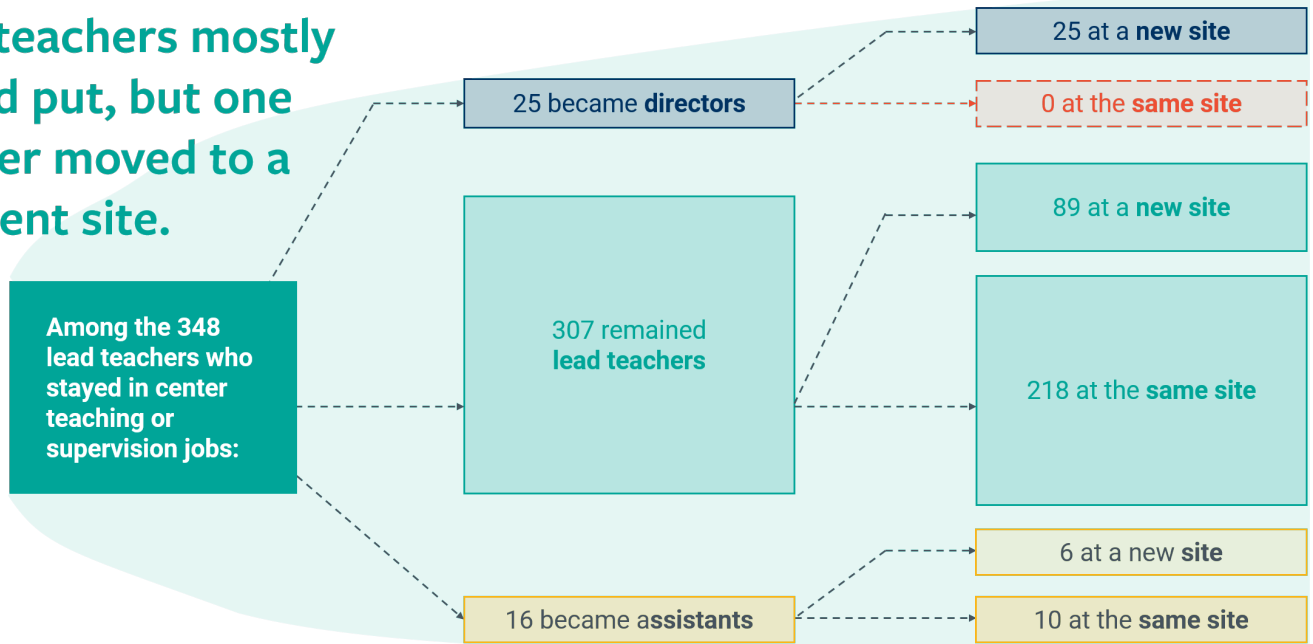 teachers mostly
put, but one
moved to a
site.
Among the 348
lead teachers who
stayed in center
teaching or
supervision jobs:
25 became directors
307 remained
lead teachers
16 became assistants
25 at a new site
0 at the same site
89 at a new site
218 at the same site
6 at a new site
10 at the same site